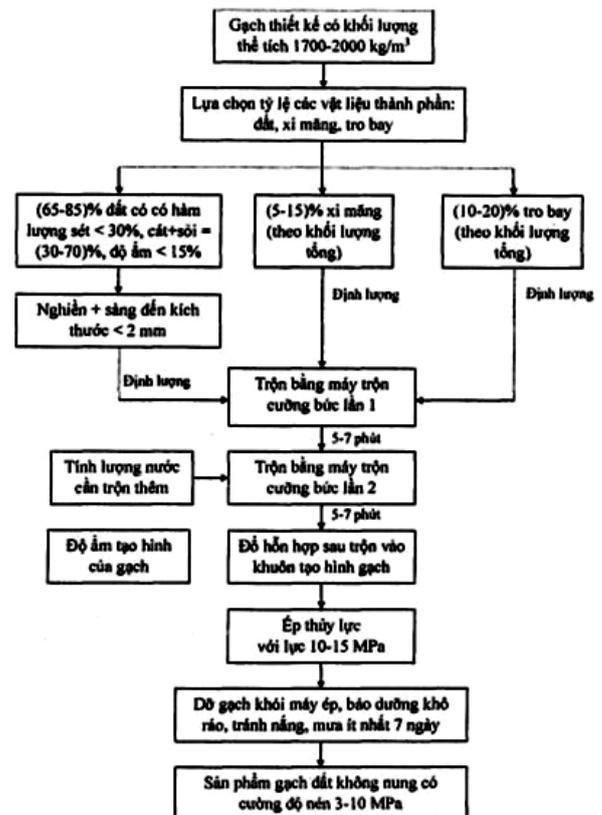 Gạch thiết kế có khối lượng
thể tích 1700-2000 kg/m³
Lựa chọn tỷ lệ các vật liệu thành phần:
đất, xi măng, tro bay
(65-85)% đất có có hàm
lượng sét < 30%, cát+sỏi =
(30-70)%, độ ẩm < 15%
(5-15)% xi măng
(theo khối lượng
tổng)
(10-20)% tro bay
(theo khối lượng
tổng)
Nghiền + sàng đến kích
thước < 2 mm
Định lượng
Định lượng
Định lượng
Trộn bằng máy trộn
cưỡng bức lần 1
5-7 phút
Tính lượng nước
cần trộn thêm
Trộn bằng máy trộn
cưỡng bức lần 2
5-7 phút
Độ ẩm tạo hình
của gạch
Đổ hỗn hợp sau trộn vào
khuôn tạo hình gạch
Ép thủy lực
với lực 10-15 MPa
Dỡ gạch khỏi máy ép, bảo dưỡng khô
ráo, tránh nắng, mưa ít nhất 7 ngày
Sản phẩm gạch đất không nung có
cường độ nén 3-10 MPa